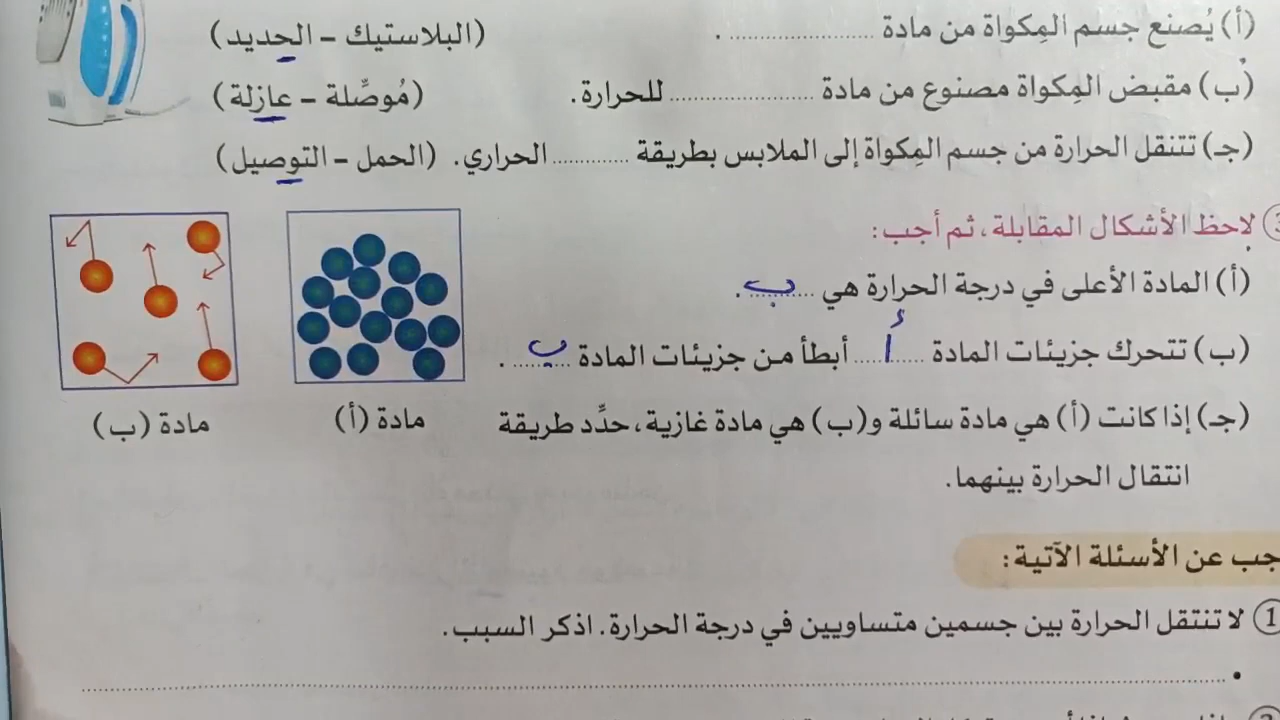 (أ) يُصنع جسم المِكواة من مادة .................... . (البلاستيك – الحديد)
(ب) مقبض المِكواة مصنوع من مادة .................... للحرارة. (مُوصِّلة – عازلة)
(جـ) تنتقل الحرارة من جسم المِكواة إلى الملابس بطريقة ............ الحراري. (الحمل – التوصيل)
لاحظ الأشكال المقابلة، ثم أجب:
(أ) المادة الأعلى في درجة الحرارة هي ....ب.... .
(ب) تتحرك جزيئات المادة ....أ.... أبطأ من جزيئات المادة ....ب.... .
مادة (أ)
مادة (ب)
(جـ) إذا كانت (أ) هي مادة سائلة و(ب) هي مادة غازية، حدِّد طريقة
انتقال الحرارة بينهما.
جب عن الأسئلة الآتية:
1 لا تنتقل الحرارة بين جسمين متساويين في درجة الحرارة. اذكر السبب.